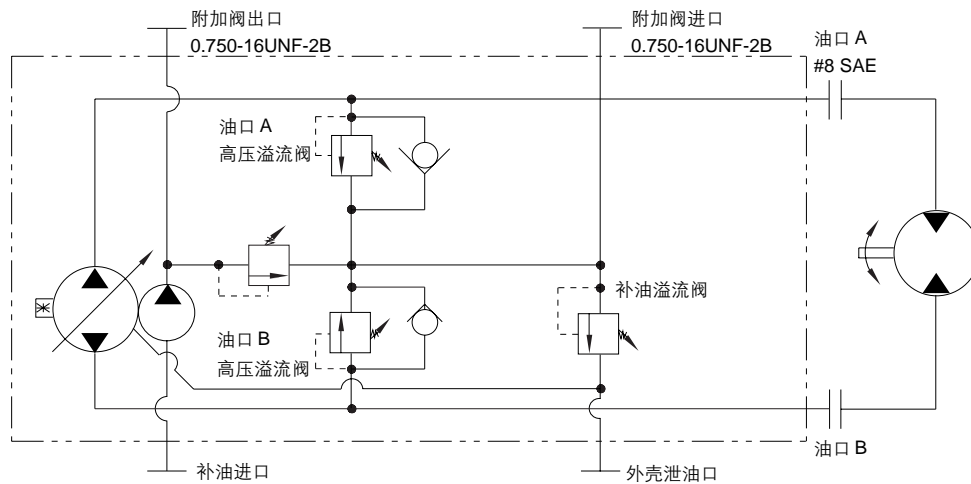 附加阀出口
0.750-16UNF-2B
附加阀进口
0.750-16UNF-2B
油口 A
#8 SAE
油口 A
高压溢流阀
补油溢流阀
油口 B
高压溢流阀
油口 B
补油进口
外壳泄油口